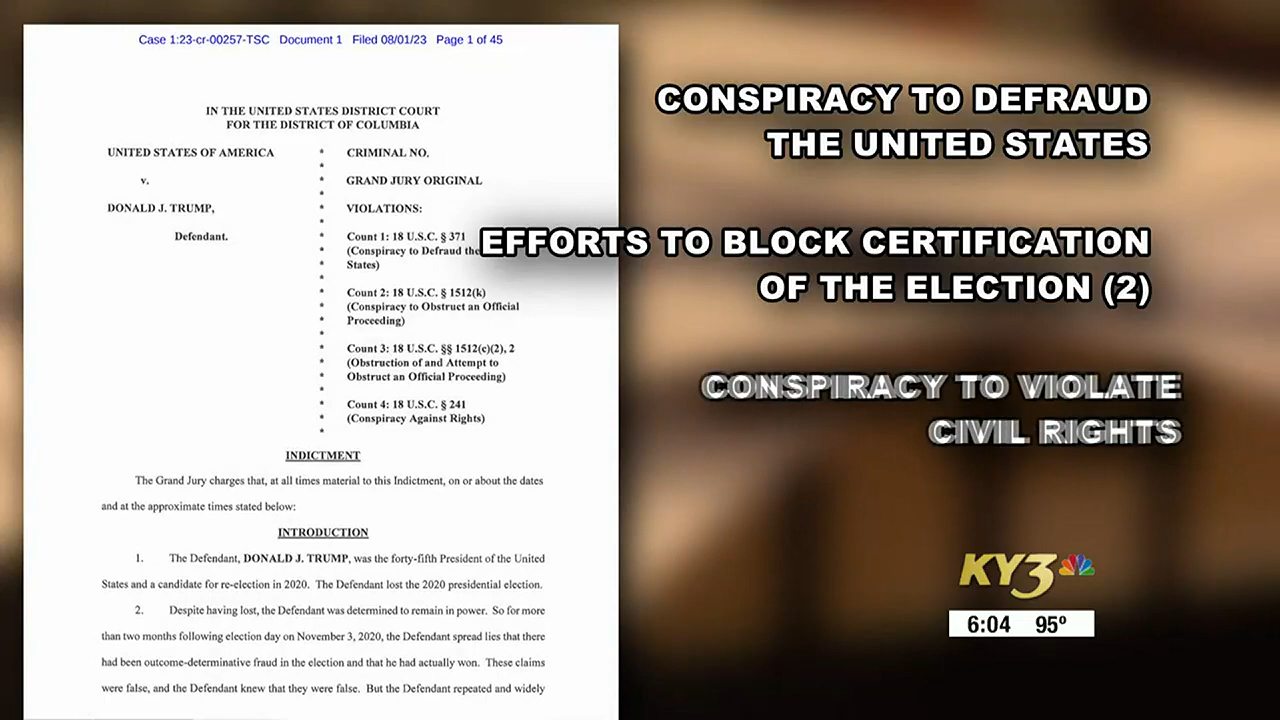 Case 1:23-cr-00257-TSC Document 1 Filed 08/01/23 Page 1 of 45
IN THE UNITED STATES DISTRICT COURT
FOR THE DISTRICT OF COLUMBIA
UNITED STATES OF AMERICA * CRIMINAL NO.
*
v. * GRAND JURY ORIGINAL
*
DONALD J. TRUMP, * VIOLATIONS:
*
Defendant. * Count 1: 18 U.S.C. § 371
* (Conspiracy to Defraud the
* States)
*
* Count 2: 18 U.S.C. § 1512(k)
* (Conspiracy to Obstruct an Official
* Proceeding)
*
* Count 3: 18 U.S.C. §§ 1512(c)(2), 2
* (Obstruction of and Attempt to
* Obstruct an Official Proceeding)
*
* Count 4: 18 U.S.C. § 241
* (Conspiracy Against Rights)
*
INDICTMENT
The Grand Jury charges that, at all times material to this Indictment, on or about the dates
and at the approximate times stated below:
INTRODUCTION
1. The Defendant, DONALD J. TRUMP, was the forty-fifth President of the United
States and a candidate for re-election in 2020. The Defendant lost the 2020 presidential election.
2. Despite having lost, the Defendant was determined to remain in power. So for more
than two months following election day on November 3, 2020, the Defendant spread lies that there
had been outcome-determinative fraud in the election and that he had actually won. These claims
were false, and the Defendant knew that they were false. But the Defendant repeated and widely
CONSPIRACY TO DEFRAUD
THE UNITED STATES
EFFORTS TO BLOCK CERTIFICATION
OF THE ELECTION (2)
CONSPIRACY TO VIOLATE
CIVIL RIGHTS
KY3
6:04 95º